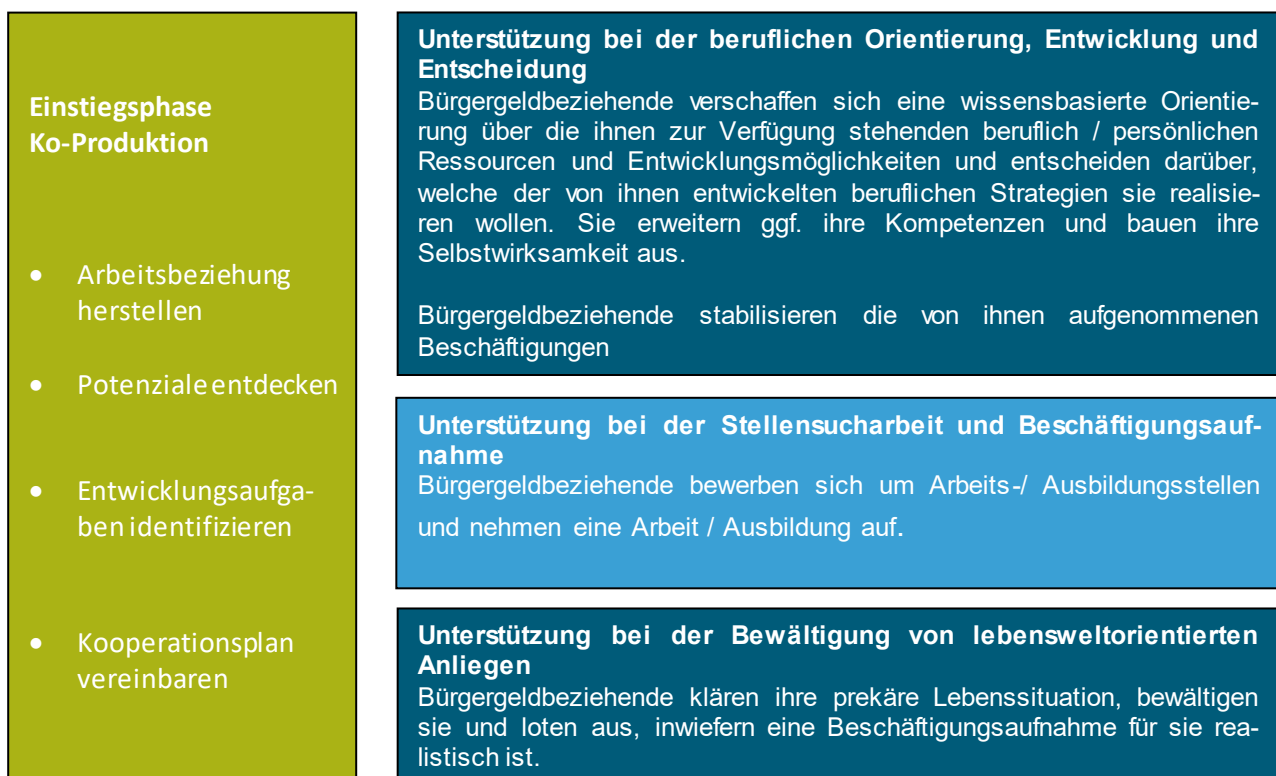 Einstiegsphase
Ko-Produktion
• Arbeitsbeziehung
herstellen
• Potenziale entdecken
• Entwicklungsaufga-
ben identifizieren
• Kooperationsplan
vereinbaren
Unterstützung bei der beruflichen Orientierung, Entwicklung und
Entscheidung
Bürgergeldbeziehende verschaffen sich eine wissensbasierte Orientie-
rung über die ihnen zur Verfügung stehenden beruflich / persönlichen
Ressourcen und Entwicklungsmöglichkeiten und entscheiden darüber,
welche der von ihnen entwickelten beruflichen Strategien sie realisie-
ren wollen. Sie erweitern ggf. ihre Kompetenzen und bauen ihre
Selbstwirksamkeit aus.
Bürgergeldbeziehende stabilisieren die von ihnen aufgenommenen
Beschäftigungen
Unterstützung bei der Stellensucharbeit und Beschäftigungsauf-
nahme
Bürgergeldbeziehende bewerben sich um Arbeits-/ Ausbildungsstellen
und nehmen eine Arbeit / Ausbildung auf.
Unterstützung bei der Bewältigung von lebensweltorientierten
Anliegen
Bürgergeldbeziehende klären ihre prekäre Lebenssituation, bewältigen
sie und loten aus, inwiefern eine Beschäftigungsaufnahme für sie rea-
listisch ist.